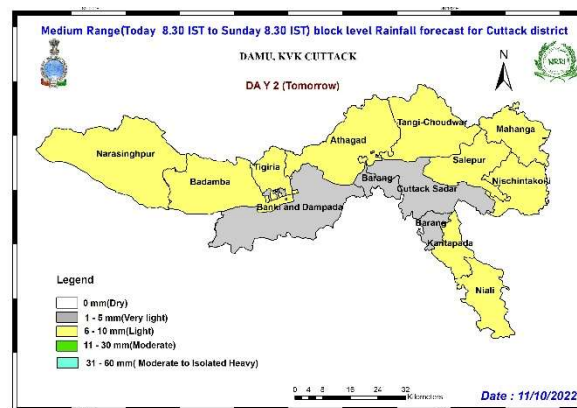 Medium Range(Today 8.30 IST to Sunday 8.30 IST) block level Rainfall forecast for Cuttack district
DAMU, KVK CUTTACK
N
NRRI
DA Y 2 (Tomorrow)
Tangi-Choudwar
Mahanga
Athagad
Narasinghpur
Salepur
Tigiria
Badamba
Barang
Nischintakoili
Cuttack Sadar
Banki and Dampada
Barang
Kantapada
Niali
Legend
0 mm(Dry)
1 - 5 mm(Very light)
6 - 10 mm(Light)
11 - 30 mm(Moderate)
31 - 60 mm( Moderate to Isolated Heavy)
0 4 8 16 24 32
Kilometers
Date : 11/10/2022